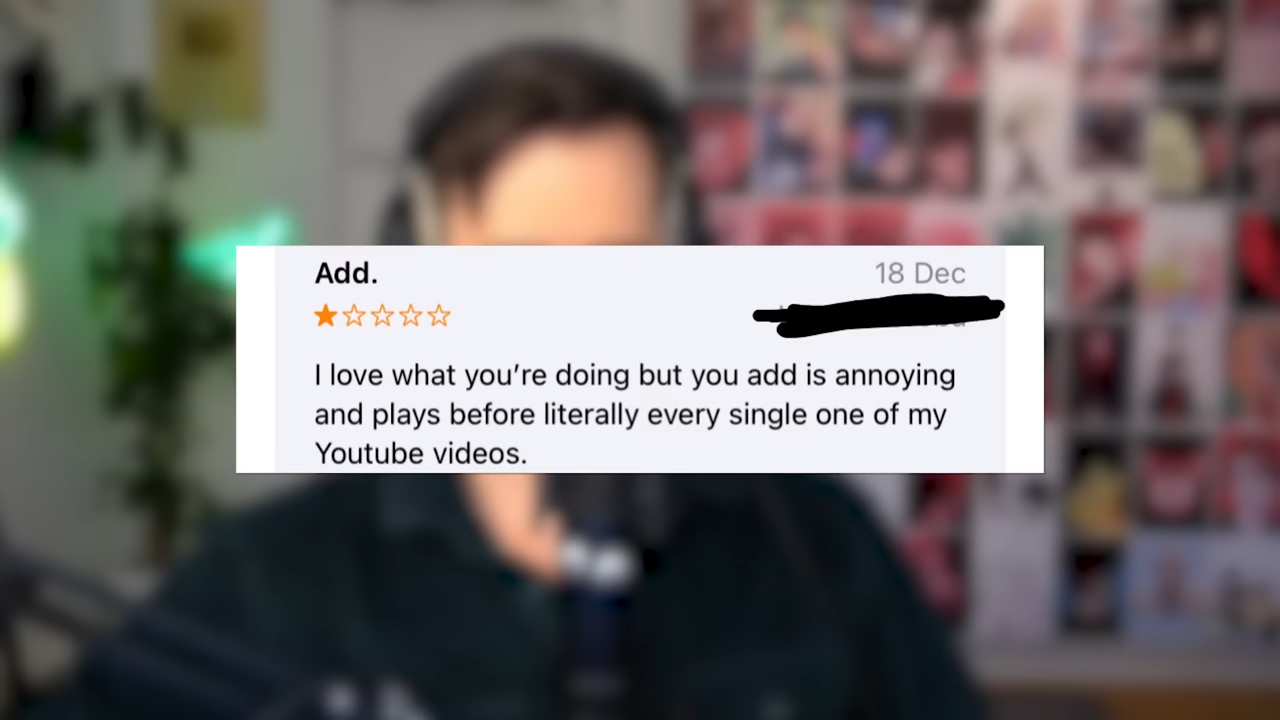 Add.
18 Dec
I love what you’re doing but you add is annoying
and plays before literally every single one of my
Youtube videos.